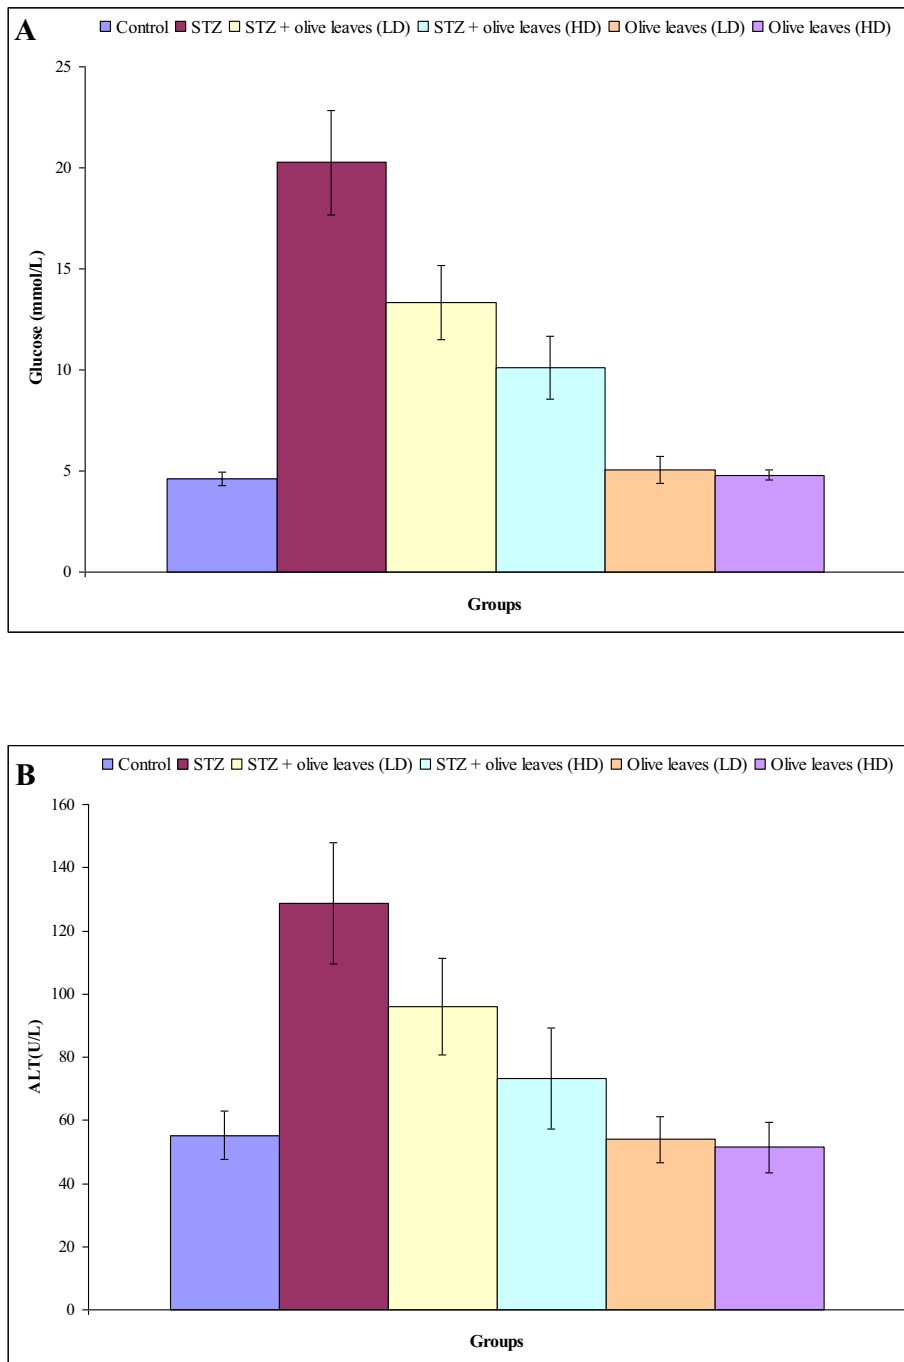 A
Control STZ STZ + olive leaves (LD) STZ + olive leaves (HD) Olive leaves (LD) Olive leaves (HD)
25
20
15
10
5
0
Glucose (mmol/L)
Groups
B
Control STZ STZ + olive leaves (LD) STZ + olive leaves (HD) Olive leaves (LD) Olive leaves (HD)
160
140
120
100
80
60
40
20
0
ALT(U/L)
Groups